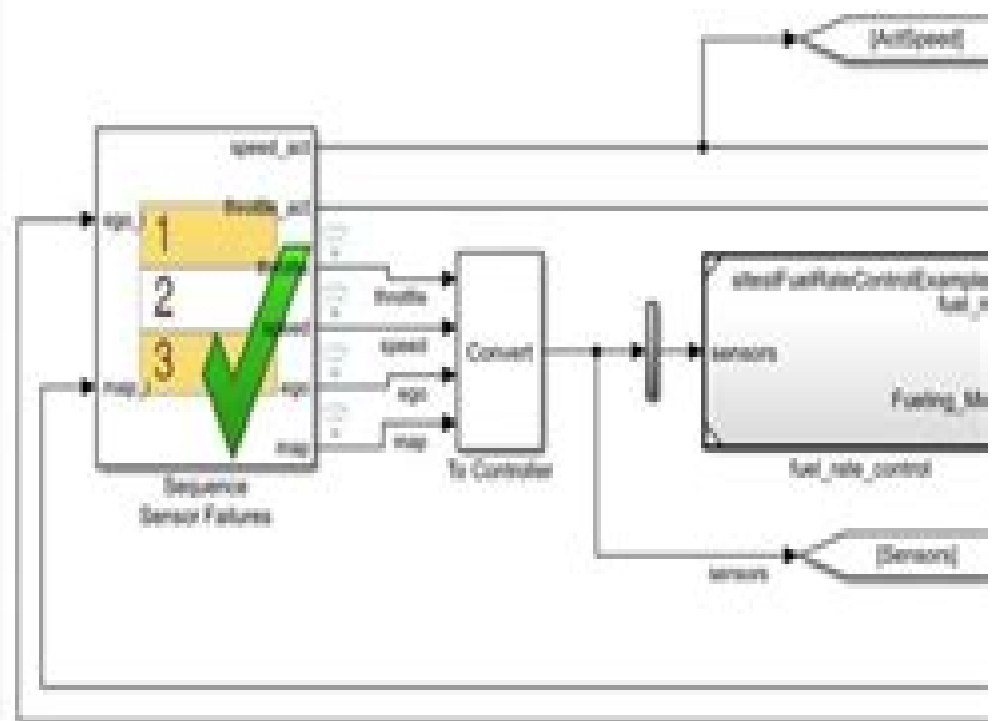 [ActSpeed]
speed_act
throttle_act
ego_i
1
2
throttle
speed
sltestFuelRateControlExample
Convert
sensors
map_i
3
ego
speed
ego
map
map
Fueling_Mo
To Controller
fuel_rate_control
Sequence
Sensor Failures
[Sensors]
sensors